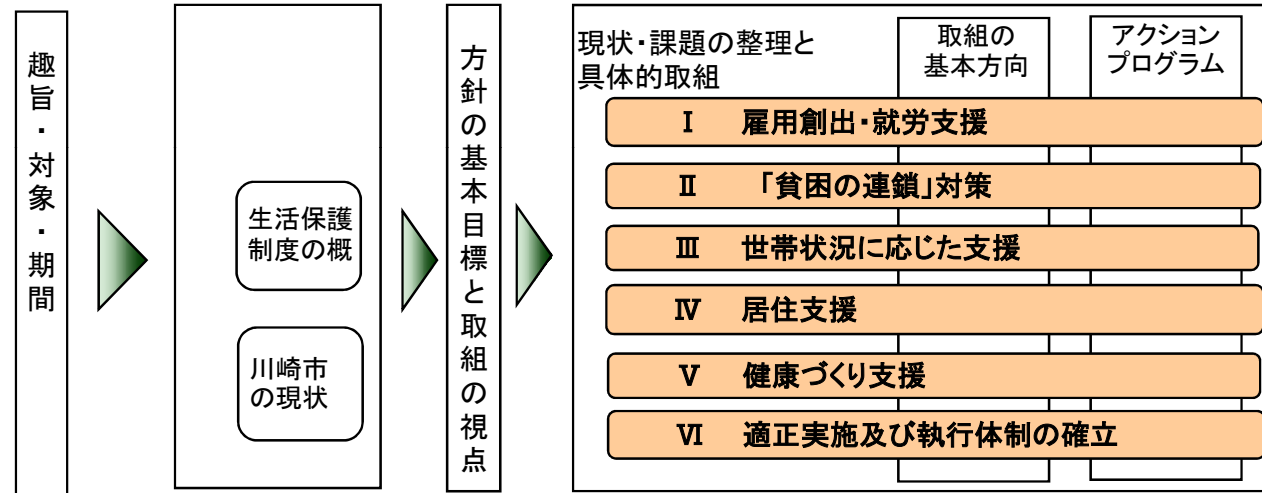 趣旨・対象・期間
生活保護
制度の概
川崎市
の現状
方針の基本目標と取組の視点
現状・課題の整理と
具体的取組
取組の
基本方向
アクション
プログラム
Ⅰ 雇用創出・就労支援
Ⅱ 「貧困の連鎖」対策
Ⅲ 世帯状況に応じた支援
Ⅳ 居住支援
Ⅴ 健康づくり支援
Ⅵ 適正実施及び執行体制の確立